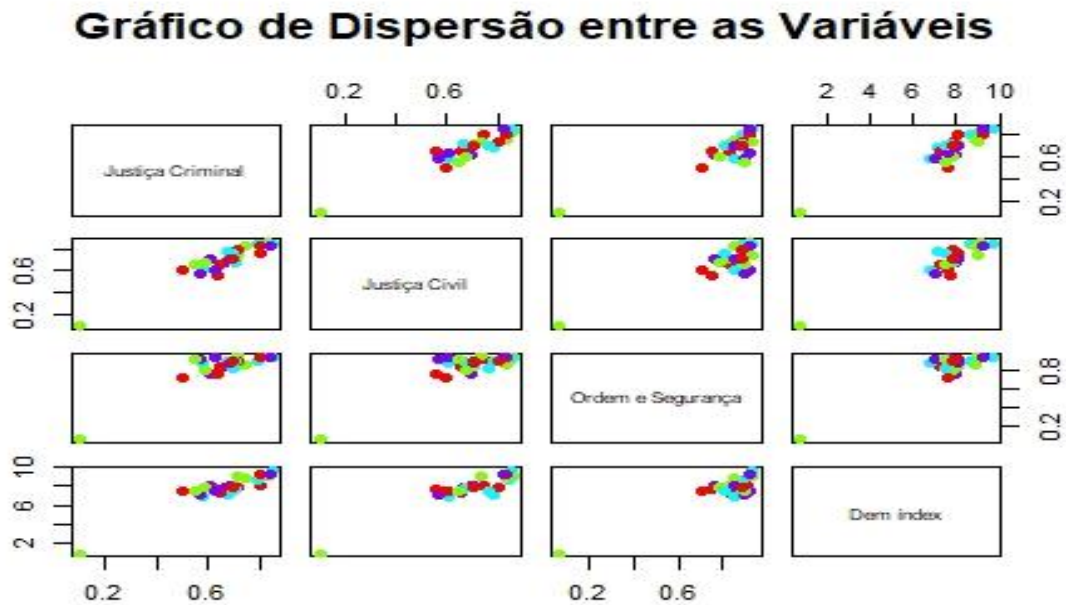 Gráfico de Dispersão entre as Variáveis
0.2 0.6
2 4 6 8 10
Justiça Criminal
0.2 0.6
0.2 0.6
Justiça Civil
Ordem e Segurança
0.2 0.8
2 6 10
Dem index
0.2 0.6
0.2 0.6